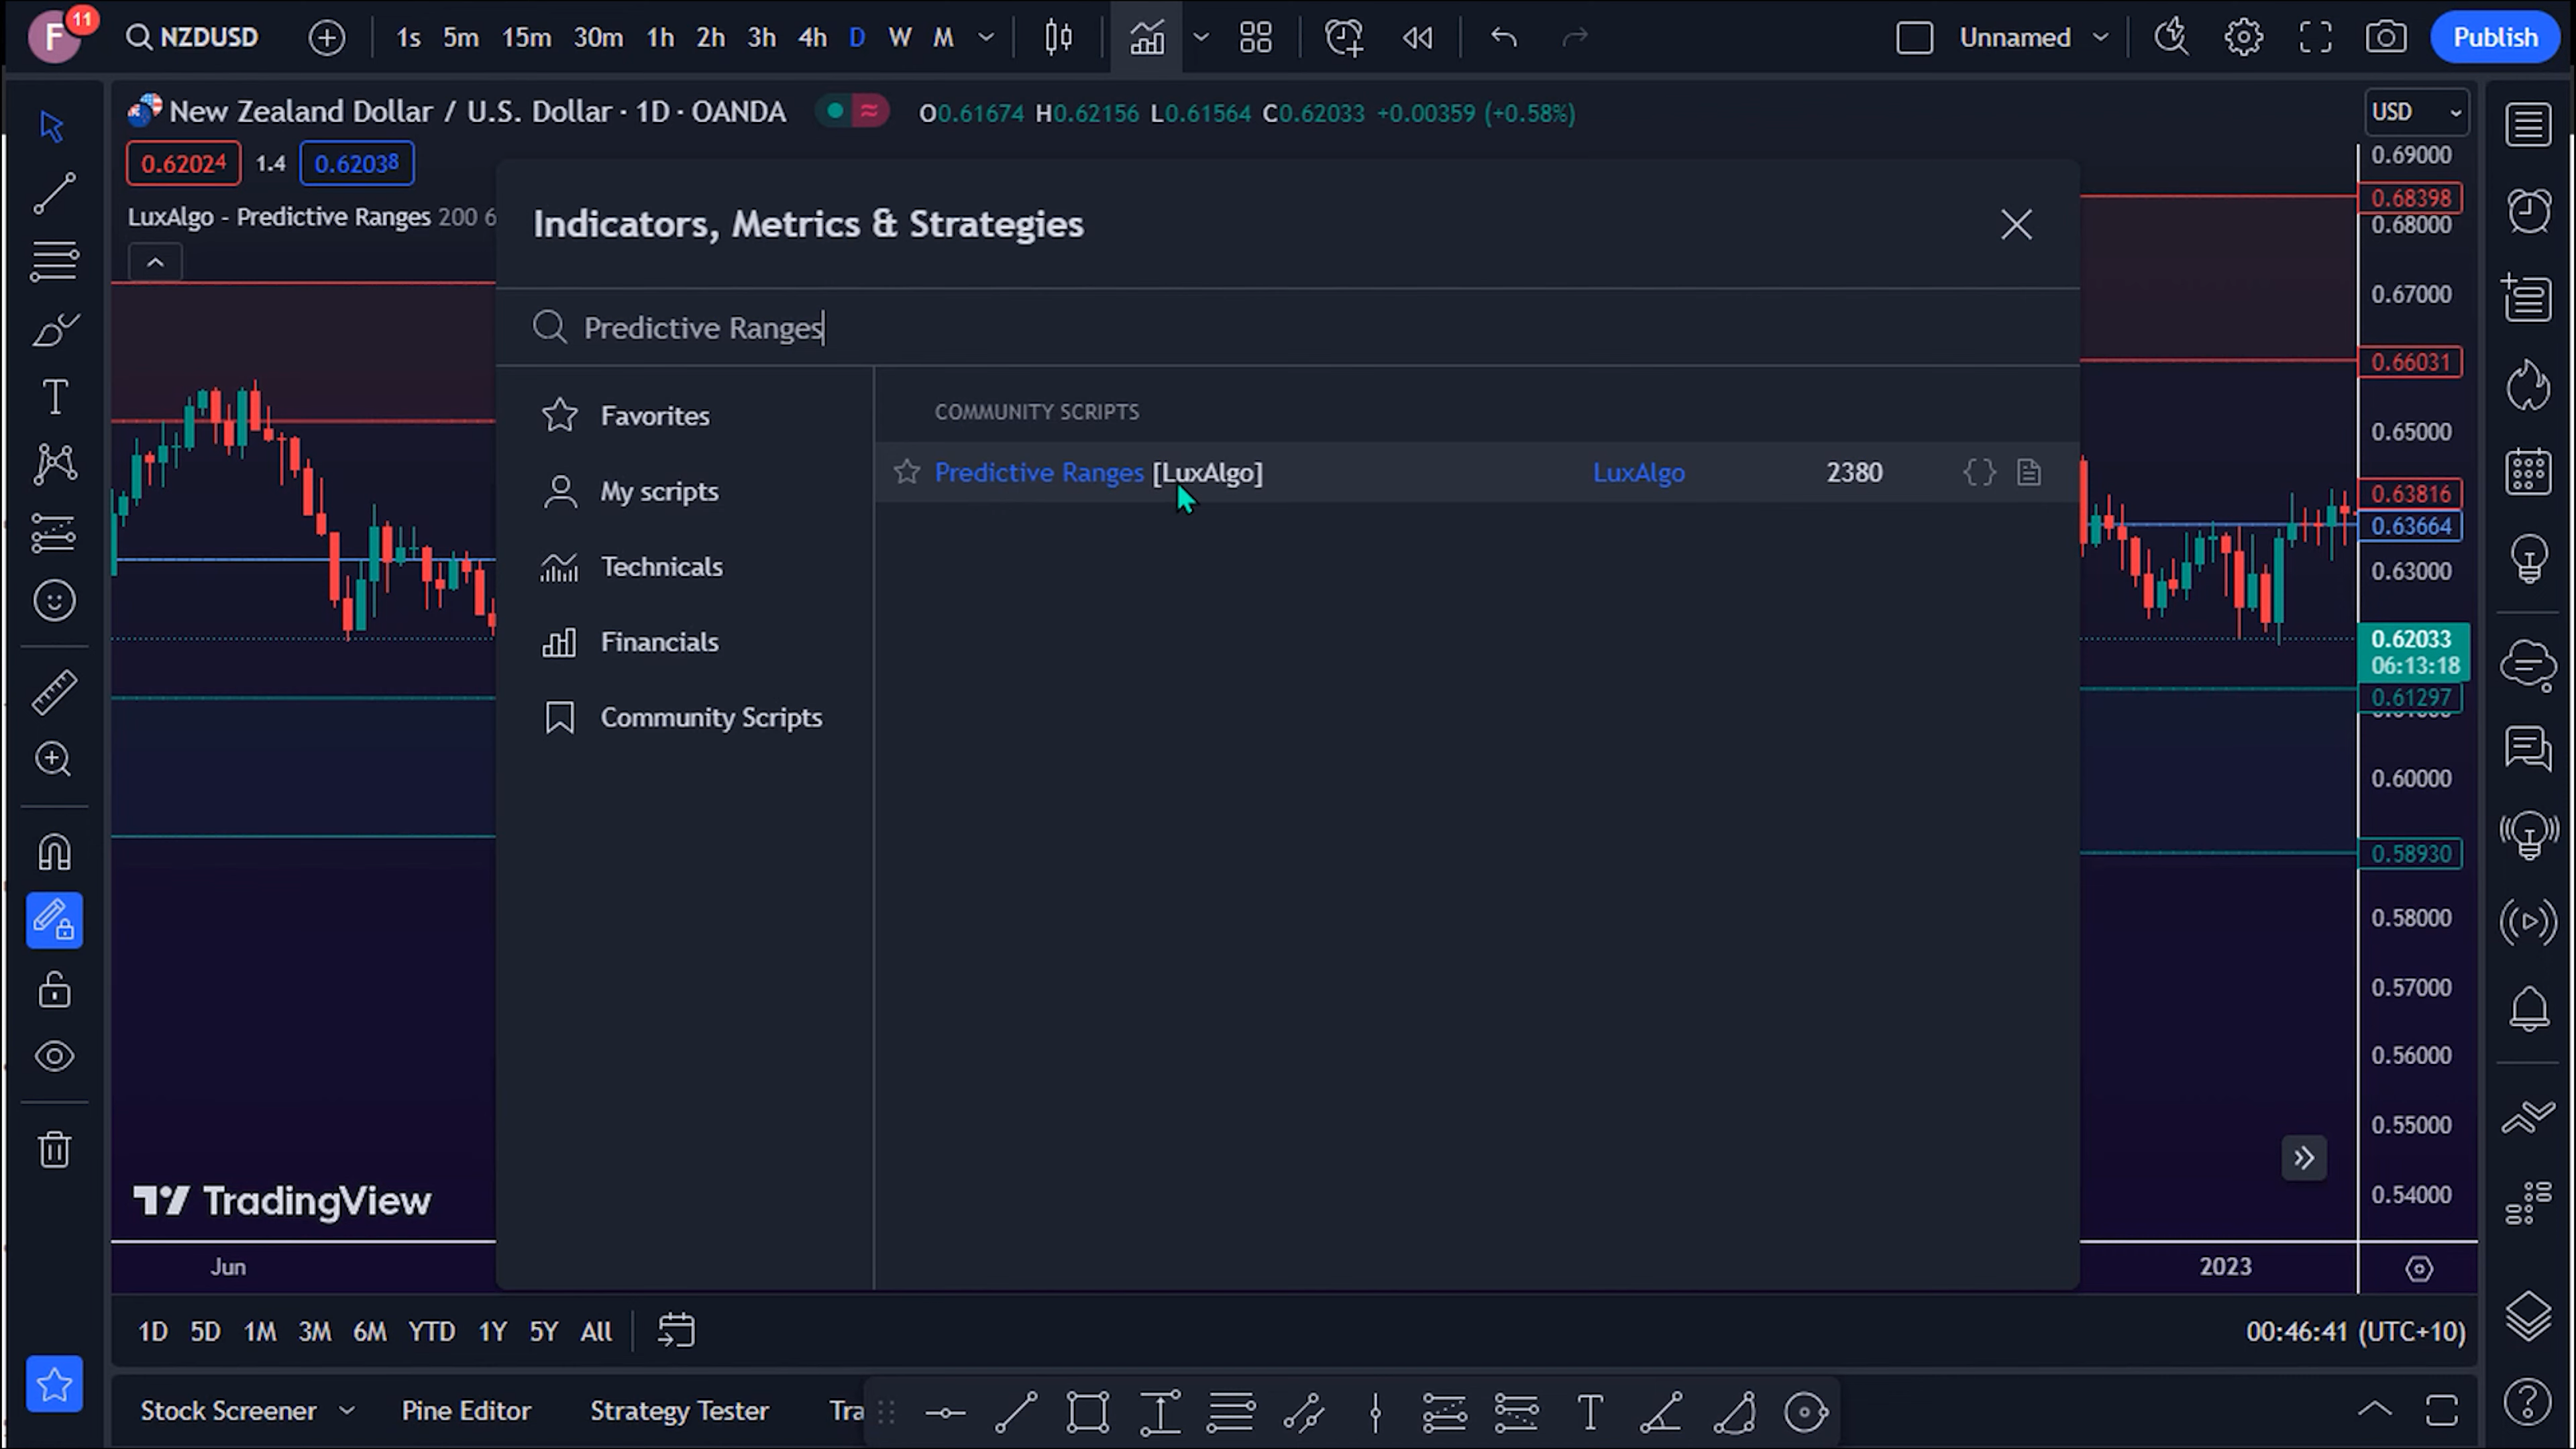 F 11 NZDUSD 1s 5m 15m 30m 1h 2h 3h 4h D W M Unnamed Publish
New Zealand Dollar / U.S. Dollar · 1D · OANDA O0.61674 H0.62156 L0.61564 C0.62033 +0.00359 (+0.58%) USD
0.62024 1.4 0.62038
LuxAlgo - Predictive Ranges 200 6
Indicators, Metrics & Strategies
Predictive Ranges
Favorites
My scripts
Technicals
Financials
Community Scripts
COMMUNITY SCRIPTS
Predictive Ranges [LuxAlgo] LuxAlgo 2380
0.69000
0.68398
0.68000
0.67000
0.66031
0.65000
0.63816
0.63664
0.63000
0.62033
06:13:18
0.61297
0.60000
0.58930
0.58000
0.57000
0.56000
0.55000
0.54000
TradingView
Jun 2023
1D 5D 1M 3M 6M YTD 1Y 5Y All 00:46:41 (UTC+10)
Stock Screener Pine Editor Strategy Tester Tra